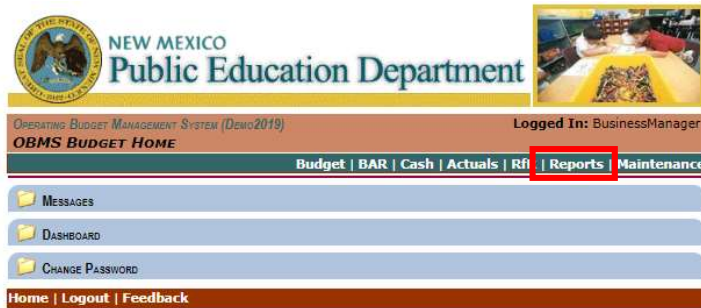 NEW MEXICO
Public Education Department
OPERATING BUDGET MANAGEMENT SYSTEM (DEMO2019)
Logged In: BusinessManager
OBMS BUDGET HOME
Budget | BAR | Cash | Actuals | RfR | Reports | Maintenance
MESSAGES
DASHBOARD
CHANGE PASSWORD
Home | Logout | Feedback